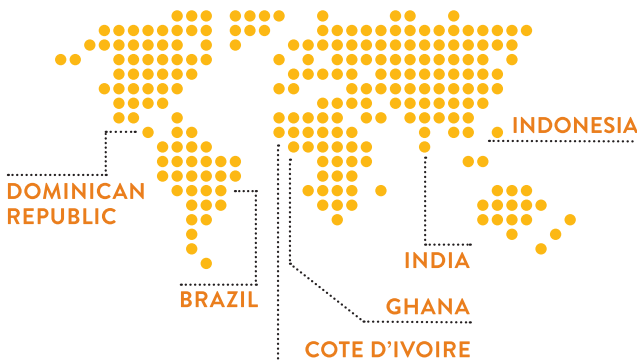 INDONESIA
DOMINICAN
REPUBLIC
INDIA
BRAZIL
GHANA
COTE D'IVOIRE